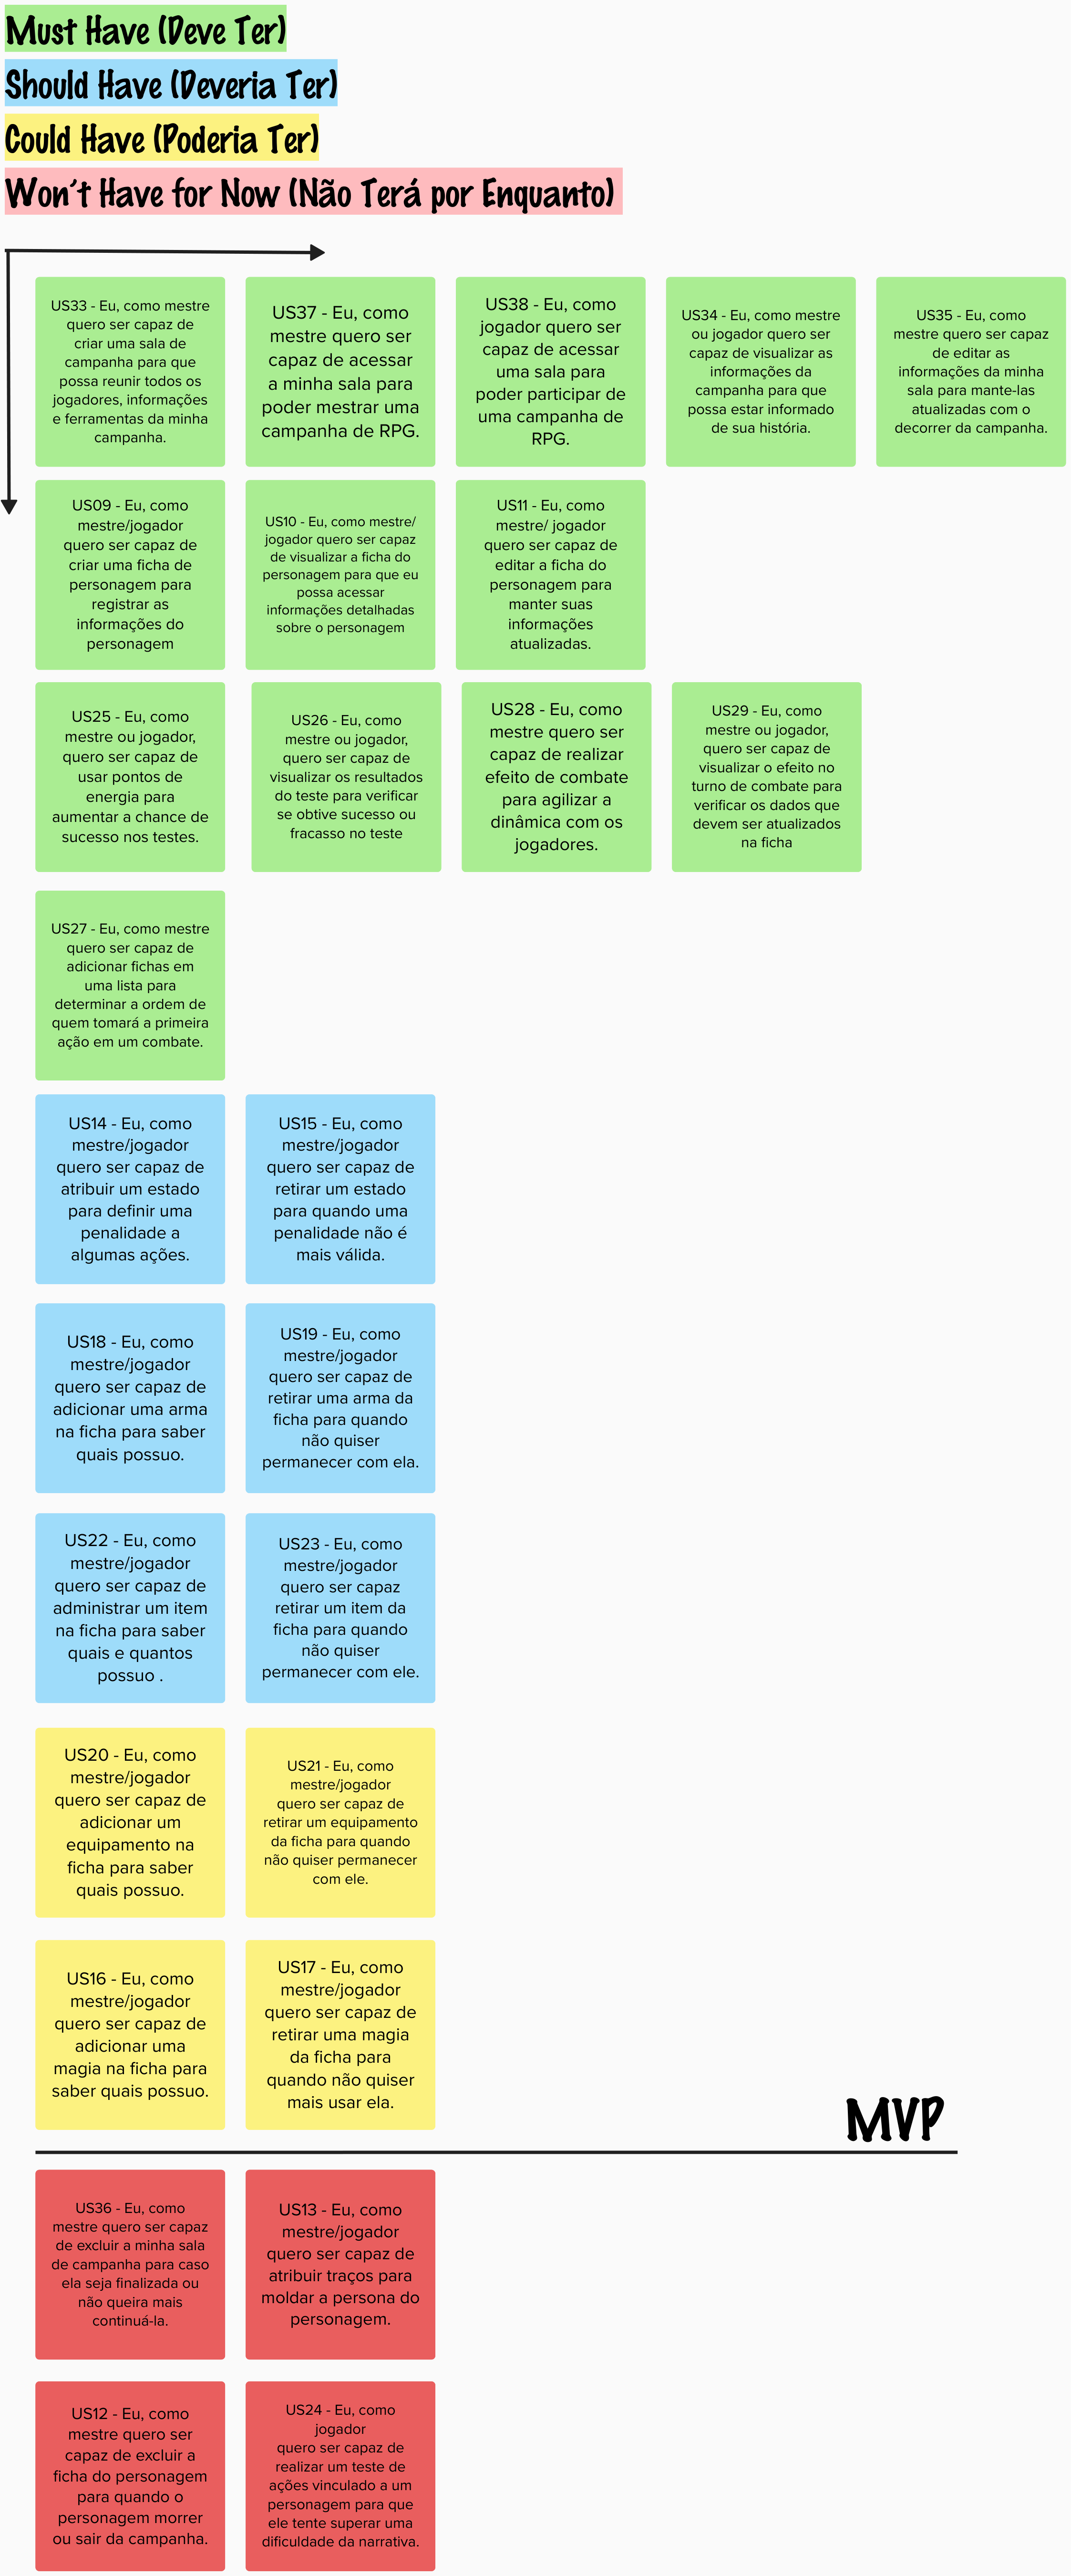 Must Have (Deve Ter)
Should Have (Deveria Ter)
Could Have (Poderia Ter)
Won't Have for Now (Não Terá por Enquanto)
US33 - Eu, como mestre
quero ser capaz de
criar uma sala de
campanha para que
possa reunir todos os
jogadores, informações
e ferramentas da minha
campanha.
US37 - Eu, como
mestre quero ser
capaz de acessar
a minha sala para
poder mestrar uma
campanha de RPG.
US38 - Eu, como
jogador quero ser
capaz de acessar
uma sala para
poder participar de
uma campanha de
RPG.
US34 - Eu, como mestre
ou jogador quero ser
capaz de visualizar as
informações da
campanha para que
possa estar informado
de sua história.
US35 - Eu, como
mestre quero ser capaz
de editar as
informações da minha
sala para mante-las
atualizadas com o
decorrer da campanha.
US09 - Eu, como
mestre/jogador
quero ser capaz de
criar uma ficha de
personagem para
registrar as
informações do
personagem
US10 - Eu, como mestre/
jogador quero ser capaz
de visualizar a ficha do
personagem para que eu
possa acessar
informações detalhadas
sobre o personagem
US11 - Eu, como
mestre/ jogador
quero ser capaz de
editar a ficha do
personagem para
manter suas
informações
atualizadas.
US25 - Eu, como
mestre ou jogador,
quero ser capaz de
usar pontos de
energia para
aumentar a chance de
sucesso nos testes.
US26 - Eu, como
mestre ou jogador,
quero ser capaz de
visualizar os resultados
do teste para verificar
se obtive sucesso ou
fracasso no teste
US28 - Eu, como
mestre quero ser
capaz de realizar
efeito de combate
para agilizar a
dinâmica com os
jogadores.
US29 - Eu, como
mestre ou jogador,
quero ser capaz de
visualizar o efeito no
turno de combate para
verificar os dados que
devem ser atualizados
na ficha
US27 - Eu, como mestre
quero ser capaz de
adicionar fichas em
uma lista para
determinar a ordem de
quem tomará a primeira
ação em um combate.
US14 - Eu, como
mestre/jogador
quero ser capaz de
atribuir um estado
para definir uma
penalidade a
algumas ações.
US15 - Eu, como
mestre/jogador
quero ser capaz de
retirar um estado
para quando uma
penalidade não é
mais válida.
US18 - Eu, como
mestre/jogador
quero ser capaz de
adicionar uma arma
na ficha para saber
quais possuo.
US19 - Eu, como
mestre/jogador
quero ser capaz de
retirar uma arma da
ficha para quando
não quiser
permanecer com ela.
US22 - Eu, como
mestre/jogador
quero ser capaz de
administrar um item
na ficha para saber
quais e quantos
possuo .
US23 - Eu, como
mestre/jogador
quero ser capaz
retirar um item da
ficha para quando
não quiser
permanecer com ele.
US20 - Eu, como
mestre/jogador
quero ser capaz de
adicionar um
equipamento na
ficha para saber
quais possuo.
US21 - Eu, como
mestre/jogador
quero ser capaz de
retirar um equipamento
da ficha para quando
não quiser permanecer
com ele.
US16 - Eu, como
mestre/jogador
quero ser capaz de
adicionar uma
magia na ficha para
saber quais possuo.
US17 - Eu, como
mestre/jogador
quero ser capaz de
retirar uma magia
da ficha para
quando não quiser
mais usar ela.
MVP
US36 - Eu, como
mestre quero ser capaz
de excluir a minha sala
de campanha para caso
ela seja finalizada ou
não queira mais
continuá-la.
US13 - Eu, como
mestre/jogador
quero ser capaz de
atribuir traços para
moldar a persona do
personagem.
US12 - Eu, como
mestre quero ser
capaz de excluir a
ficha do personagem
para quando o
personagem morrer
ou sair da campanha.
US24 - Eu, como
jogador
quero ser capaz de
realizar um teste de
ações vinculado a um
personagem para que
ele tente superar uma
dificuldade da narrativa.